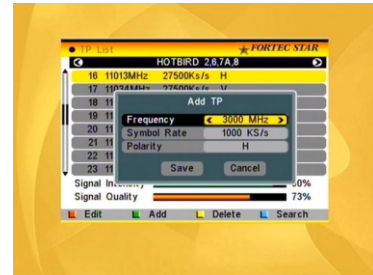 TP List
FORTEC STAR
HOTBIRD 2,6,7A,8
16 11013MHz 27500Ks/s H
17 11034MHz 27500Ks/s V
18 11
19 11
20 11
21 11
22 11
23 11
Add TP
Frequency 3000 MHz
Symbol Rate 1000 KS/s
Polarity H
Save Cancel
Signal Intensity 60%
Signal Quality 73%
Edit Add Delete Search